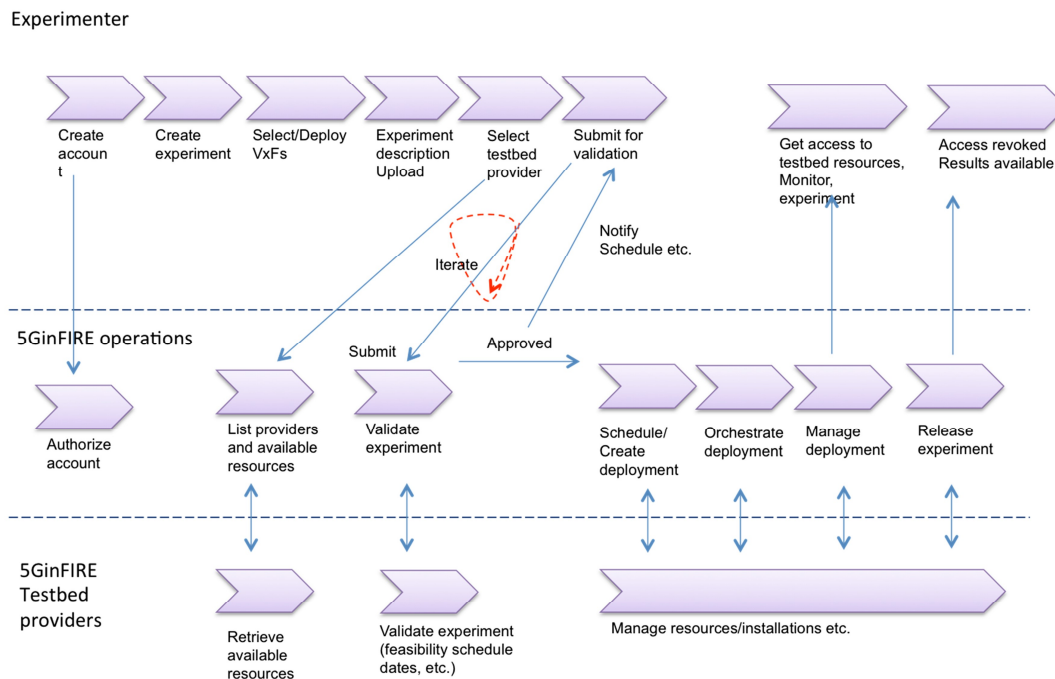 Experimenter
Create
accoun
t
Create
experiment
Select/Deploy
VxFs
Experiment
description
Upload
Select
testbed
provider
Submit for
validation
Get access to
testbed resources,
Monitor,
experiment
Access revoked
Results available
Iterate
Notify
Schedule etc.
5GinFIRE operations
Submit
Approved
Authorize
account
List providers
and available
resources
Validate
experiment
Schedule/
Create
deployment
Orchestrate
deployment
Manage
deployment
Release
experiment
5GinFIRE
Testbed
providers
Retrieve
available
resources
Validate experiment
(feasibility schedule
dates, etc.)
Manage resources/installations etc.